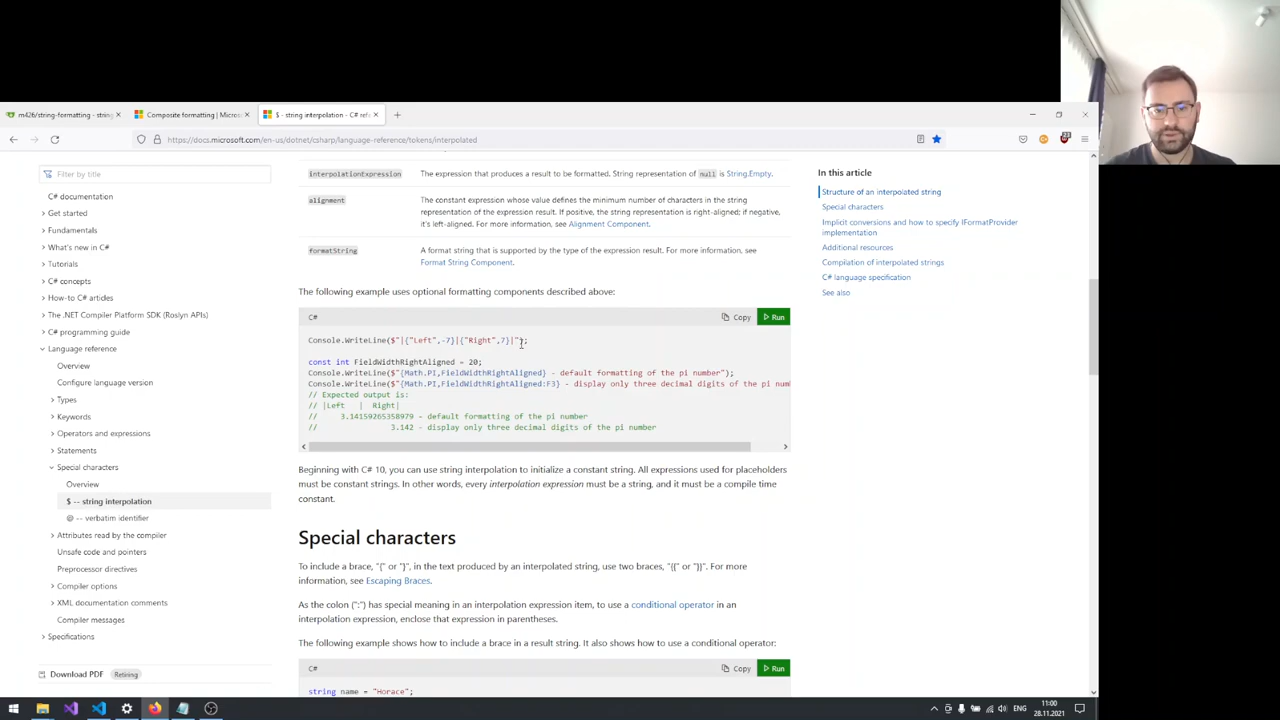 m426/string-formatting - string
Composite formatting | Micros
$ - string interpolation - C# ref
https://docs.microsoft.com/en-us/dotnet/csharp/language-reference/tokens/interpolated
Filter by title
C# documentation
Get started
Fundamentals
What's new in C#
Tutorials
C# concepts
How-to C# articles
The .NET Compiler Platform SDK (Roslyn APIs)
C# programming guide
Language reference
Overview
Configure language version
Types
Keywords
Operators and expressions
Statements
Special characters
Overview
$ -- string interpolation
@ -- verbatim identifier
Attributes read by the compiler
Unsafe code and pointers
Preprocessor directives
Compiler options
XML documentation comments
Compiler messages
Specifications
Download PDF Retiring
interpolationExpression The expression that produces a result to be formatted. String representation of null is String.Empty.
alignment The constant expression whose value defines the minimum number of characters in the string
representation of the expression result. If positive, the string representation is right-aligned; if negative,
it's left-aligned. For more information, see Alignment Component.
formatString A format string that is supported by the type of the expression result. For more information, see
Format String Component.
The following example uses optional formatting components described above:
C# Copy Run
Console.WriteLine($"|{"Left",-7}|{"Right",7}|");
const int FieldWidthRightAligned = 20;
Console.WriteLine($"{Math.PI,FieldWidthRightAligned} - default formatting of the pi number");
Console.WriteLine($"{Math.PI,FieldWidthRightAligned:F3} - display only three decimal digits of the pi num
// Expected output is:
// |Left   |  Right|
//     3.14159265358979 - default formatting of the pi number
//                3.142 - display only three decimal digits of the pi number
Beginning with C# 10, you can use string interpolation to initialize a constant string. All expressions used for placeholders
must be constant strings. In other words, every interpolation expression must be a string, and it must be a compile time
constant.
Special characters
To include a brace, "{" or "}", in the text produced by an interpolated string, use two braces, "{{" or "}}". For more
information, see Escaping Braces.
As the colon (":") has special meaning in an interpolation expression item, to use a conditional operator in an
interpolation expression, enclose that expression in parentheses.
The following example shows how to include a brace in a result string. It also shows how to use a conditional operator:
C# Copy Run
string name = "Horace";
In this article
Structure of an interpolated string
Special characters
Implicit conversions and how to specify IFormatProvider
implementation
Additional resources
Compilation of interpolated strings
C# language specification
See also
ENG
11:00
28.11.2021